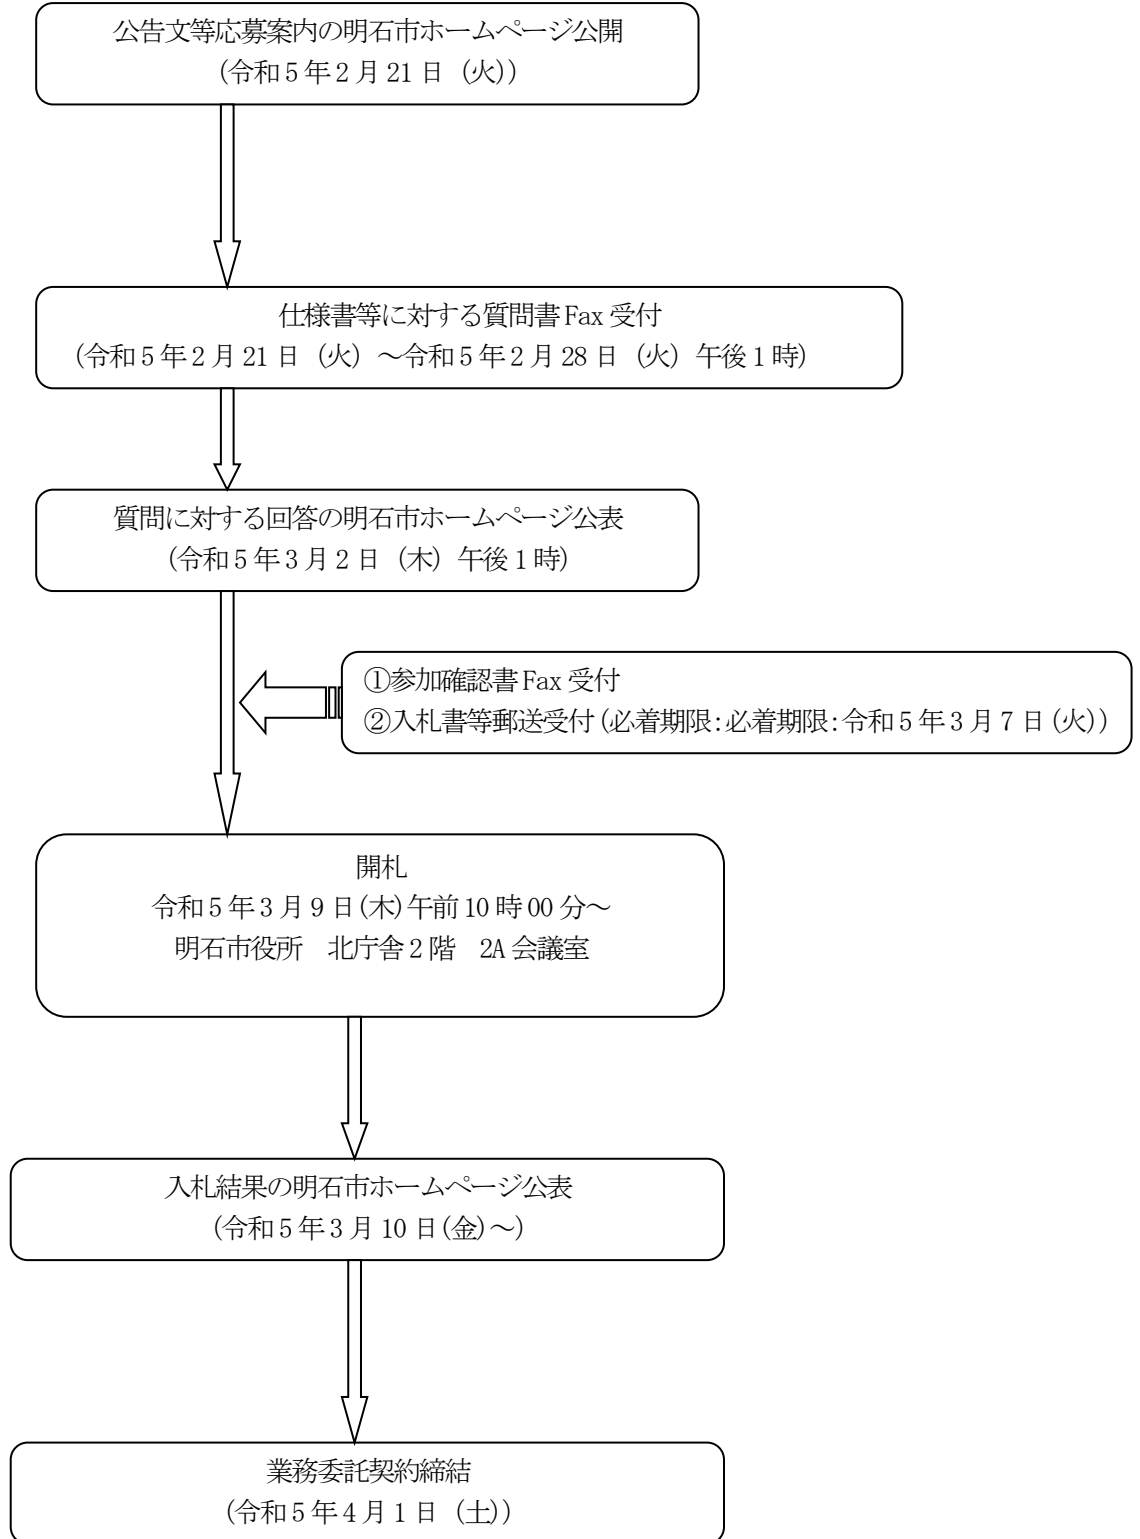 公告文等応募案内の明石市ホームページ公開
(令和5年2月21日（火）)
仕様書等に対する質問書Fax受付
(令和5年2月21日（火）～令和5年2月28日（火）午後1時)
質問に対する回答の明石市ホームページ公表
(令和5年3月2日（木）午後1時)
①参加確認書Fax受付
②入札書等郵送受付(必着期限:必着期限:令和5年3月7日(火))
開札
令和5年3月9日(木)午前10時00分～
明石市役所　北庁舎2階　2A会議室
入札結果の明石市ホームページ公表
(令和5年3月10日(金)～)
業務委託契約締結
(令和5年4月1日（土）)